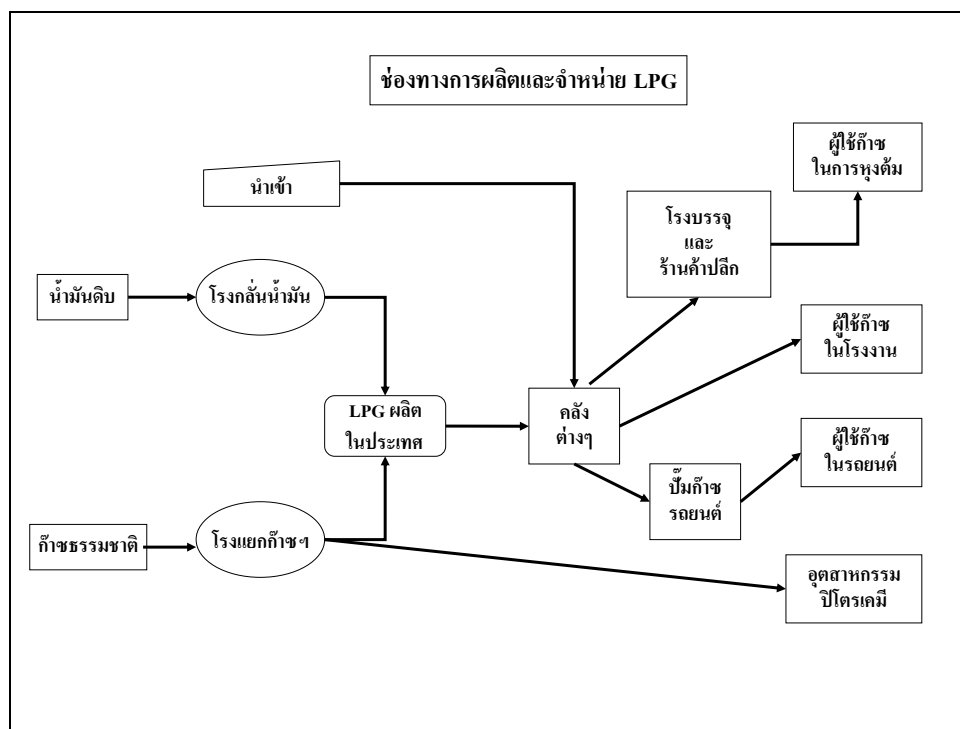 ช่องทางการผลิตและจำหน่าย LPG
ผู้ใช้ก๊าซ
ในการหุงต้ม
นำเข้า
โรงบรรจุ
และ
ร้านค้าปลีก
น้ำมันดิบ
โรงกลั่นน้ำมัน
ผู้ใช้ก๊าซ
ในโรงงาน
LPG ผลิต
ในประเทศ
คลัง
ต่างๆ
ผู้ใช้ก๊าซ
ในรถยนต์
ปั๊มก๊าซ
รถยนต์
ก๊าซธรรมชาติ
โรงแยกก๊าซฯ
อุตสาหกรรม
ปิโตรเคมี